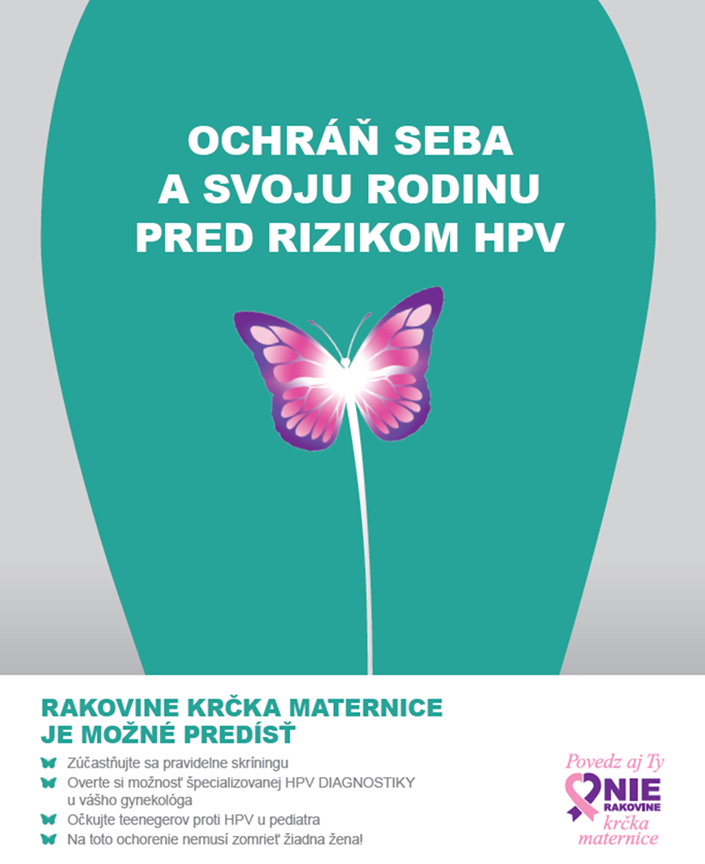 OCHRÁŇ SEBA
A SVOJU RODINU
PRED RIZIKOM HPV
RAKOVINE KRČKA MATERNICE
JE MOŽNÉ PREDÍSŤ
Zúčastňujte sa pravidelne skríningu
Overte si možnosť špecializovanej HPV DIAGNOSTIKY
u vášho gynekológa
Očkujte teenegerov proti HPV u pediatra
Na toto ochorenie nemusí zomrieť žiadna žena!
Povedz aj Ty
NIE
RAKOVINE
krčka
maternice